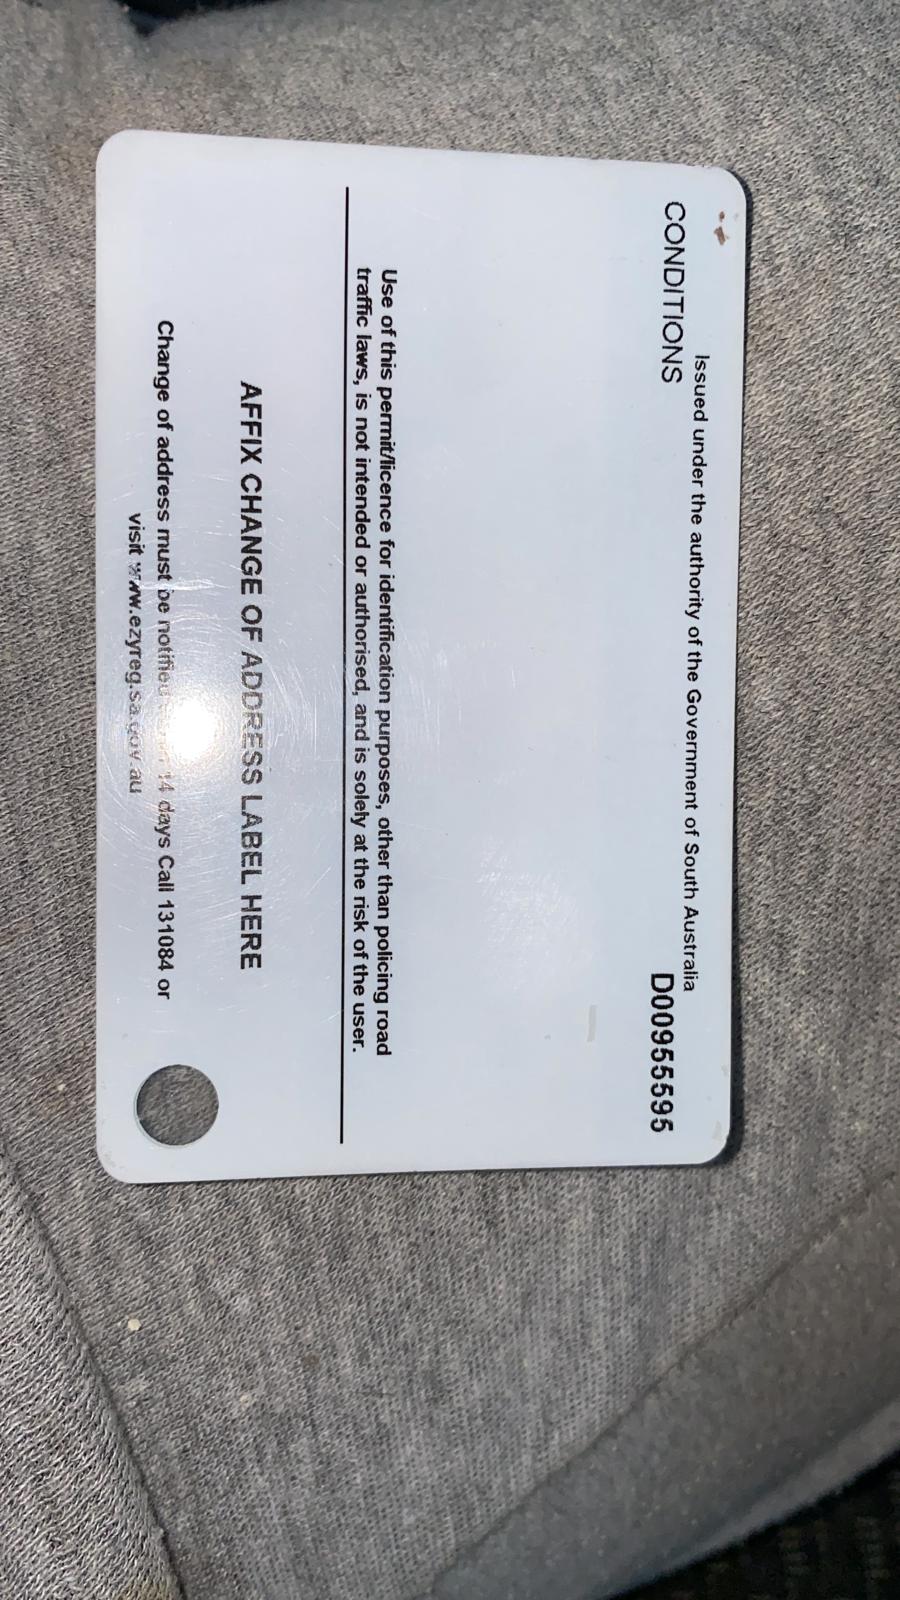 Issued under the authority of the Government of South Australia
CONDITIONS
D00955595
Use of this permit/licence for identification purposes, other than policing road
traffic laws, is not intended or authorised, and is solely at the risk of the user.
AFFIX CHANGE OF ADDRESS LABEL HERE
Change of address must be notified 14 days Call 131084 or
visit www.ezyreg.sa.gov.au